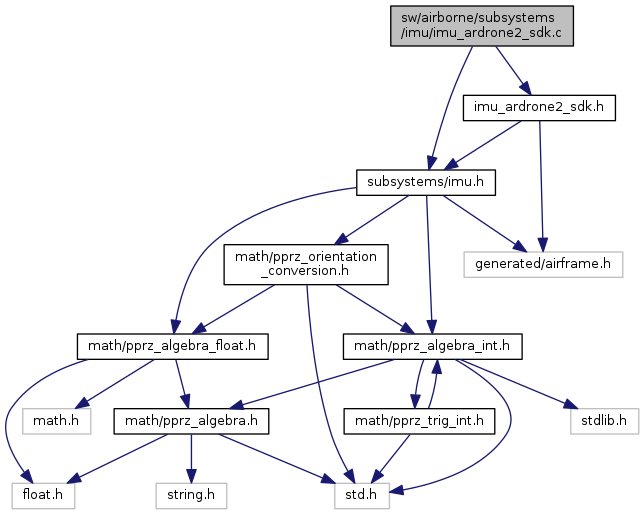 sw/airborne/subsystems
/imu/imu_ardrone2_sdk.c
imu_ardrone2_sdk.h
subsystems/imu.h
math/pprz_orientation
_conversion.h
generated/airframe.h
math/pprz_algebra_float.h
math/pprz_algebra_int.h
math.h
math/pprz_algebra.h
math/pprz_trig_int.h
stdlib.h
float.h
string.h
std.h